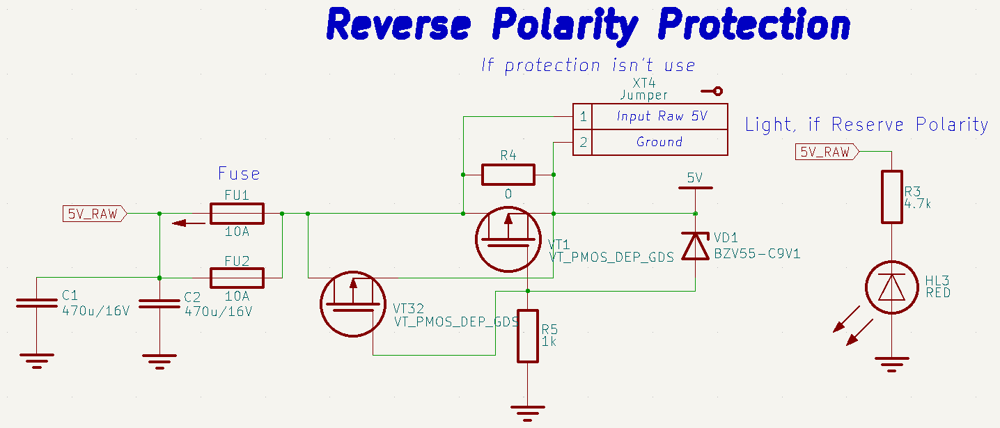 Reverse Polarity Protection
If protection isn't use
XT4
Jumper
1 Input Raw 5V
2 Ground
Light, if Reserve Polarity
5V_RAW
R4
0
Fuse
FU1
10A
5V_RAW
5V
R3
4.7k
VT1
VT_PMOS_DEP_GDS
VD1
BZV55-C9V1
FU2
10A
C1
470u/16V
C2
470u/16V
VT32
VT_PMOS_DEP_GDS
R5
1k
HL3
RED